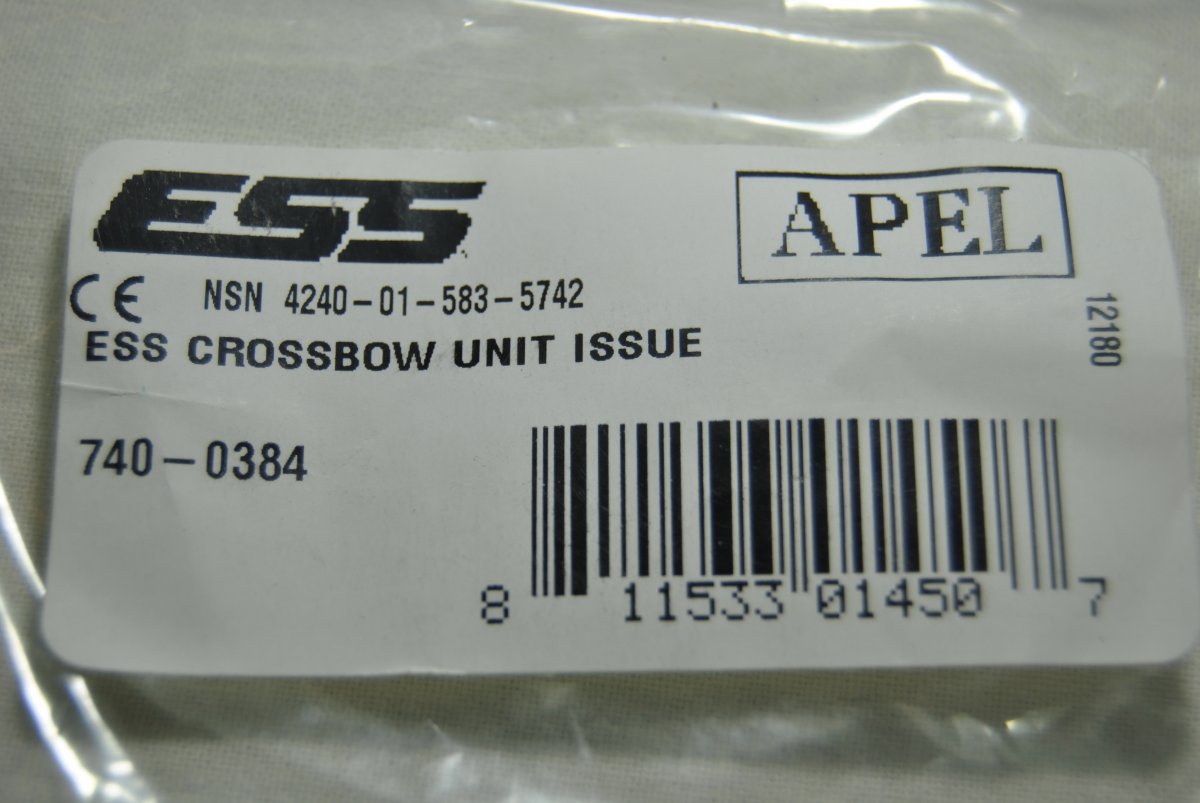 ESS
APEL
CE NSN 4240-01-583-5742
ESS CROSSBOW UNIT ISSUE
12180
740-0384
8 11533 01450 7